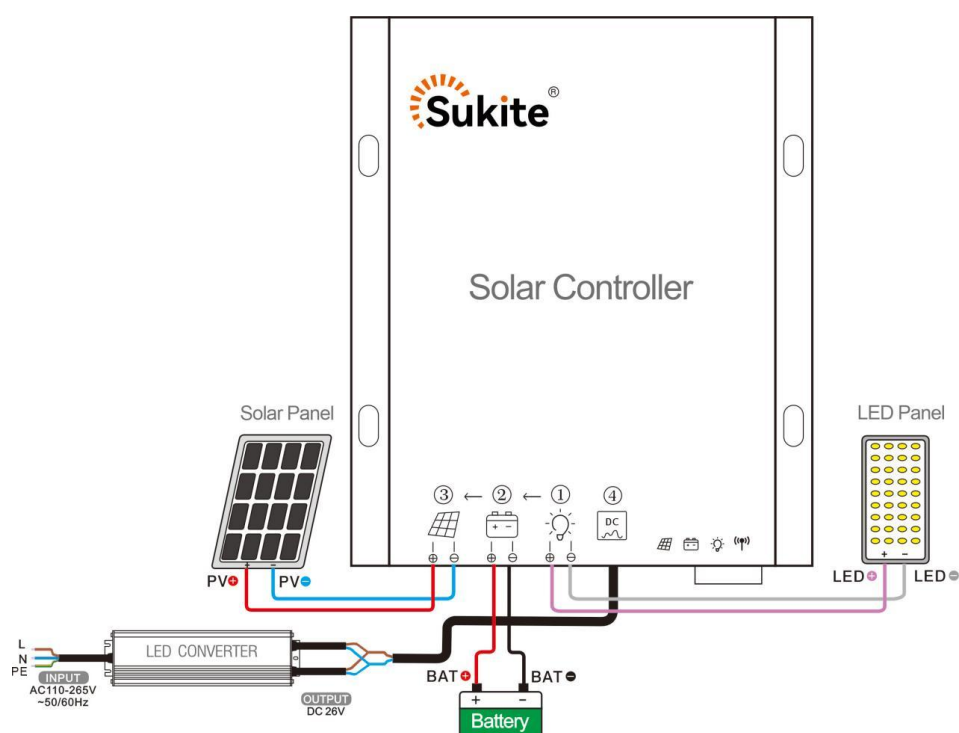 Sukite®
Solar Controller
Solar Panel
LED Panel
③ ← ② ← ① ④
DC
+ − + − + − + −
PV+ PV−
LED+ LED−
L
N
PE
INPUT
AC110-265V
~50/60Hz
LED CONVERTER
OUTPUT
DC 26V
BAT+ BAT−
+ −
Battery